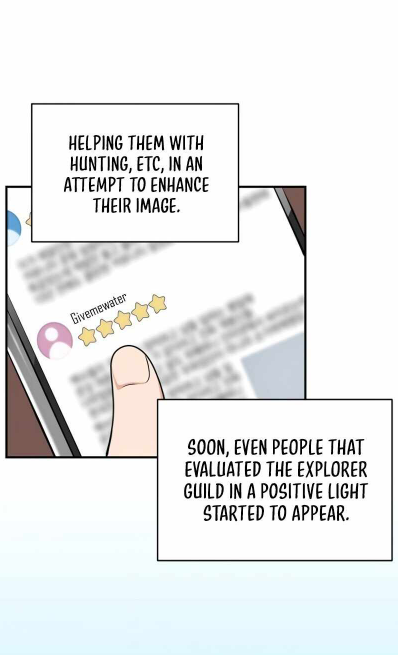 HELPING THEM WITH
HUNTING, ETC, IN AN
ATTEMPT TO ENHANCE
THEIR IMAGE.
Givemewater
SOON, EVEN PEOPLE THAT
EVALUATED THE EXPLORER
GUILD IN A POSITIVE LIGHT
STARTED TO APPEAR.